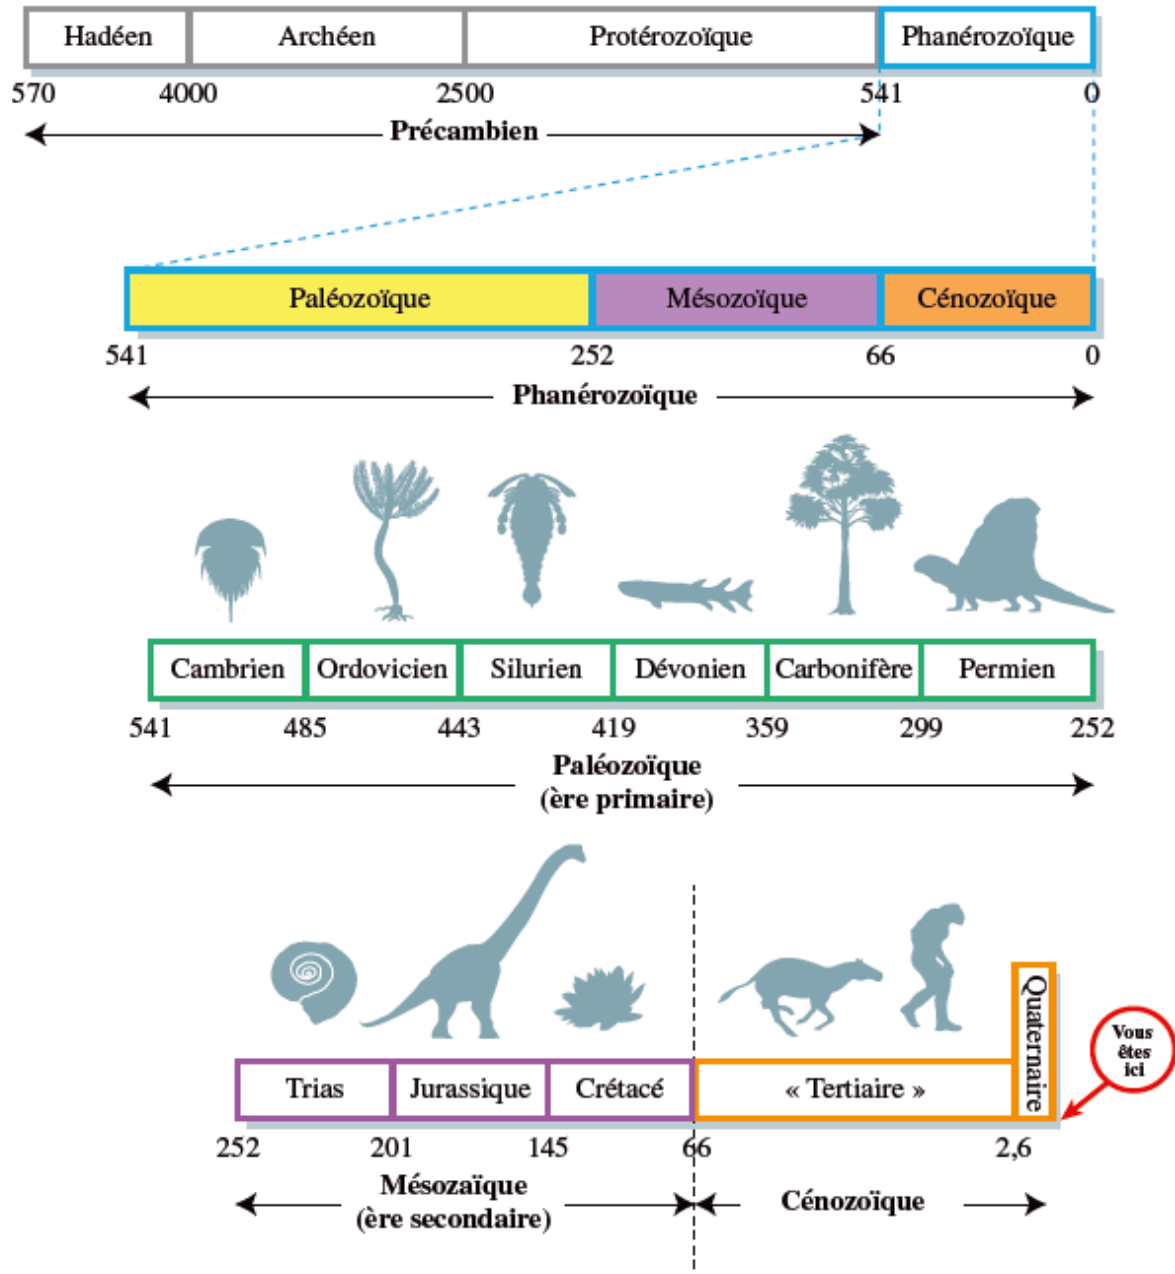 Hadéen Archéen Protérozoïque Phanérozoïque
570 4000 2500 541 0
Précambien
Paléozoïque Mésozoïque Cénozoïque
541 252 66 0
Phanérozoïque
Cambrien Ordovicien Silurien Dévonien Carbonifère Permien
541 485 443 419 359 299 252
Paléozoïque
(ère primaire)
Quaternaire
Vous
êtes
ici
Trias Jurassique Crétacé « Tertiaire »
252 201 145 66 2,6
Mésozaïque
(ère secondaire)
Cénozoïque